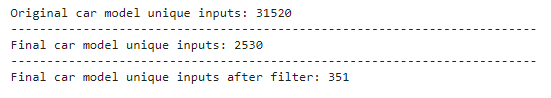 Original car model unique inputs: 31520
----------------------------------------------------------------------
Final car model unique inputs: 2530
----------------------------------------------------------------------
Final car model unique inputs after filter: 351